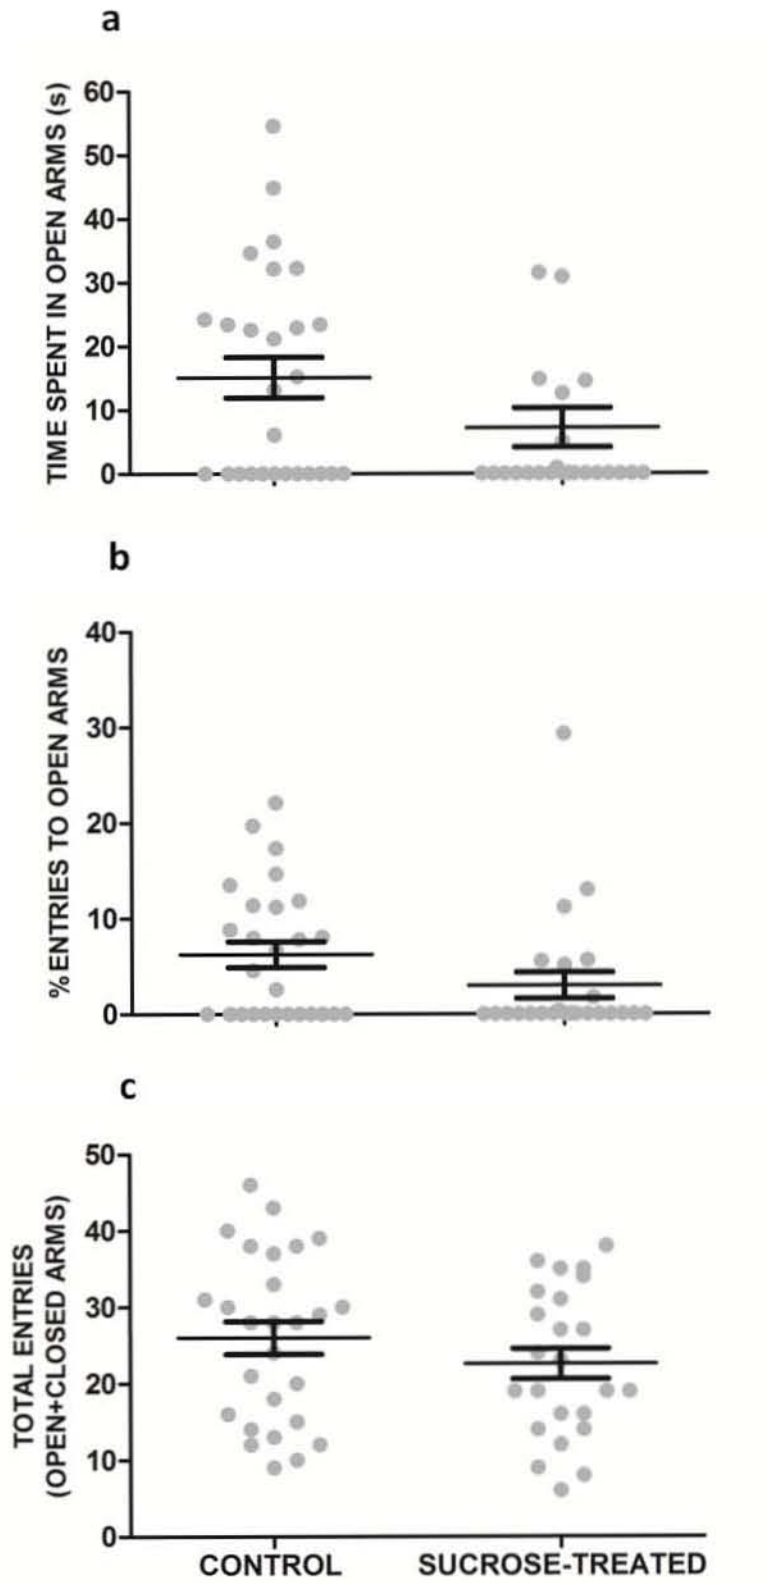 a
TIME SPENT IN OPEN ARMS (s)
60
50
40
30
20
10
0
b
%ENTRIES TO OPEN ARMS
40
30
20
10
0
c
TOTAL ENTRIES
(OPEN+CLOSED ARMS)
50
40
30
20
10
0
CONTROL
SUCROSE-TREATED